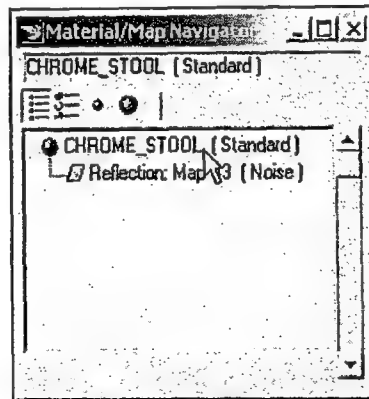 Material/Map Navigator
CHROME_STOOL (Standard)
CHROME_STOOL (Standard)
Reflection: Map #3 (Noise)